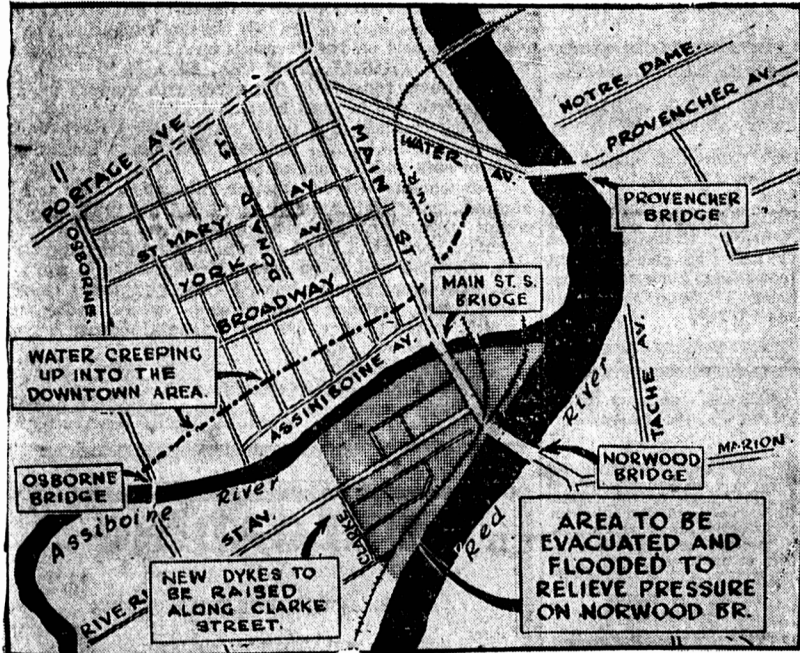 NOTRE DAME.
PROVENCHER AV.
PORTAGE AVE
MAIN ST
WATER AV.
C.N.R.
ST.
DONALD
PROVENCHER
BRIDGE
OSBORNE.
ST MARY AV
YORK AV.
BROADWAY
MAIN ST. S.
BRIDGE
WATER CREEPING
UP INTO THE
DOWNTOWN AREA.
ASSINIBOINE AV.
River
TACHE AV.
MARION.
NORWOOD
BRIDGE
OSBORNE
BRIDGE
Assiboine
River
ST. AV.
CLARKE
Red
AREA TO BE
EVACUATED AND
FLOODED TO
RELIEVE PRESSURE
ON NORWOOD BR.
NEW DYKES TO
BE RAISED
ALONG CLARKE
STREET.
RIVER